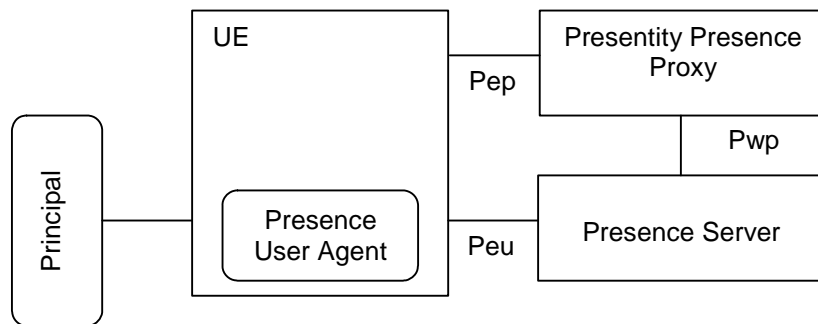 UE
Presentity Presence
Proxy
Pep
Pwp
Principal
Presence
User Agent
Peu
Presence Server